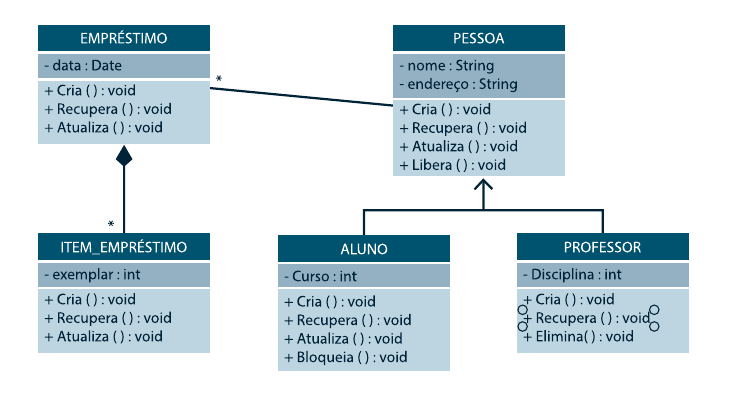 EMPRÉSTIMO
- data : Date
+ Cria ( ) : void
+ Recupera ( ) : void
+ Atualiza ( ) : void
*
PESSOA
- nome : String
- endereço : String
+ Cria ( ) : void
+ Recupera ( ) : void
+ Atualiza ( ) : void
+ Libera ( ) : void
*
ITEM_EMPRÉSTIMO
- exemplar : int
+ Cria ( ) : void
+ Recupera ( ) : void
+ Atualiza ( ) : void
ALUNO
- Curso : int
+ Cria ( ) : void
+ Recupera ( ) : void
+ Atualiza ( ) : void
+ Bloqueia ( ) : void
PROFESSOR
- Disciplina : int
+ Cria ( ) : void
+ Recupera ( ) : void
+ Elimina( ) : void